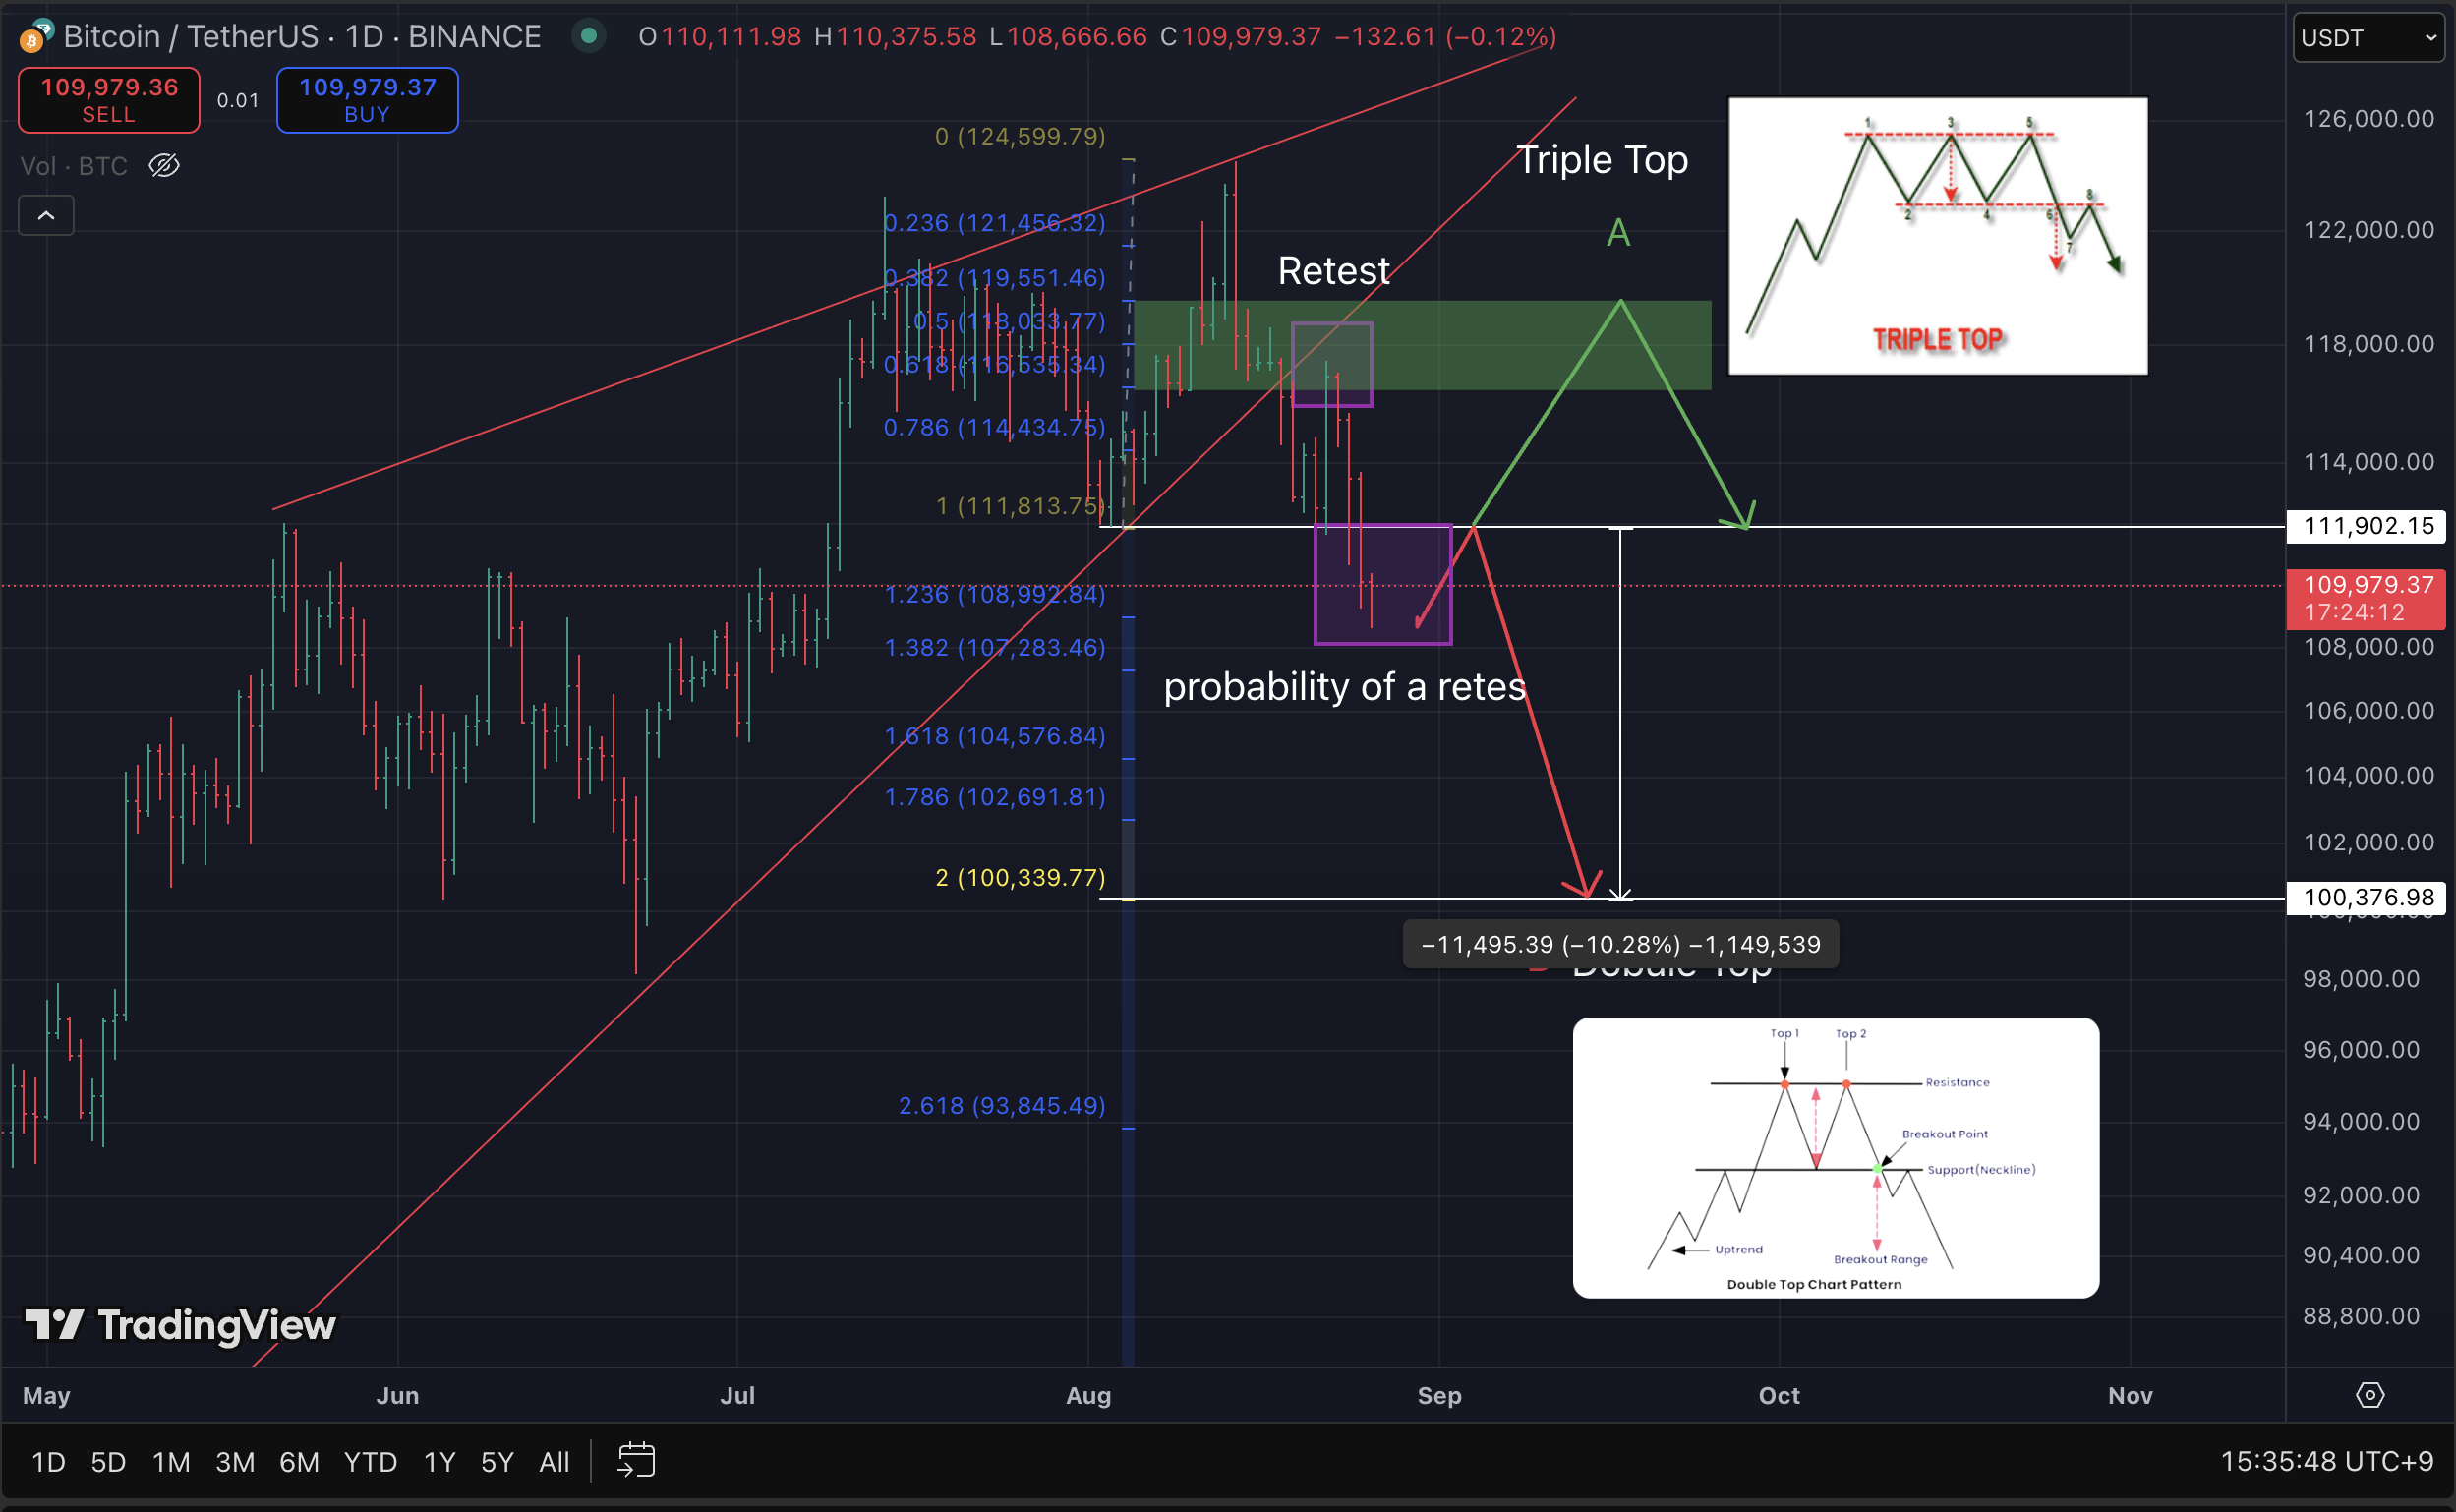 Bitcoin / TetherUS · 1D · BINANCE
O110,111.98 H110,375.58 L108,666.66 C109,979.37 −132.61 (−0.12%)
USDT
109,979.36
SELL
0.01
109,979.37
BUY
Vol · BTC
0 (124,599.79)
0.236 (121,456.32)
0.382 (119,551.46)
0.5 (118,033.77)
0.618 (116,535.34)
0.786 (114,434.75)
1 (111,813.75)
1.236 (108,992.84)
1.382 (107,283.46)
1.618 (104,576.84)
1.786 (102,691.81)
2 (100,339.77)
2.618 (93,845.49)
Triple Top
A
Retest
probability of a retes
1
3
5
2
4
6
8
7
TRIPLE TOP
−11,495.39 (−10.28%) −1,149,539
Dobule Top
Top 1
Top 2
Resistance
Breakout Point
Support(Neckline)
Uptrend
Breakout Range
Double Top Chart Pattern
126,000.00
122,000.00
118,000.00
114,000.00
111,902.15
109,979.37
17:24:12
108,000.00
106,000.00
104,000.00
102,000.00
100,376.98
98,000.00
96,000.00
94,000.00
92,000.00
90,400.00
88,800.00
TradingView
May
Jun
Jul
Aug
Sep
Oct
Nov
1D 5D 1M 3M 6M YTD 1Y 5Y All
15:35:48 UTC+9